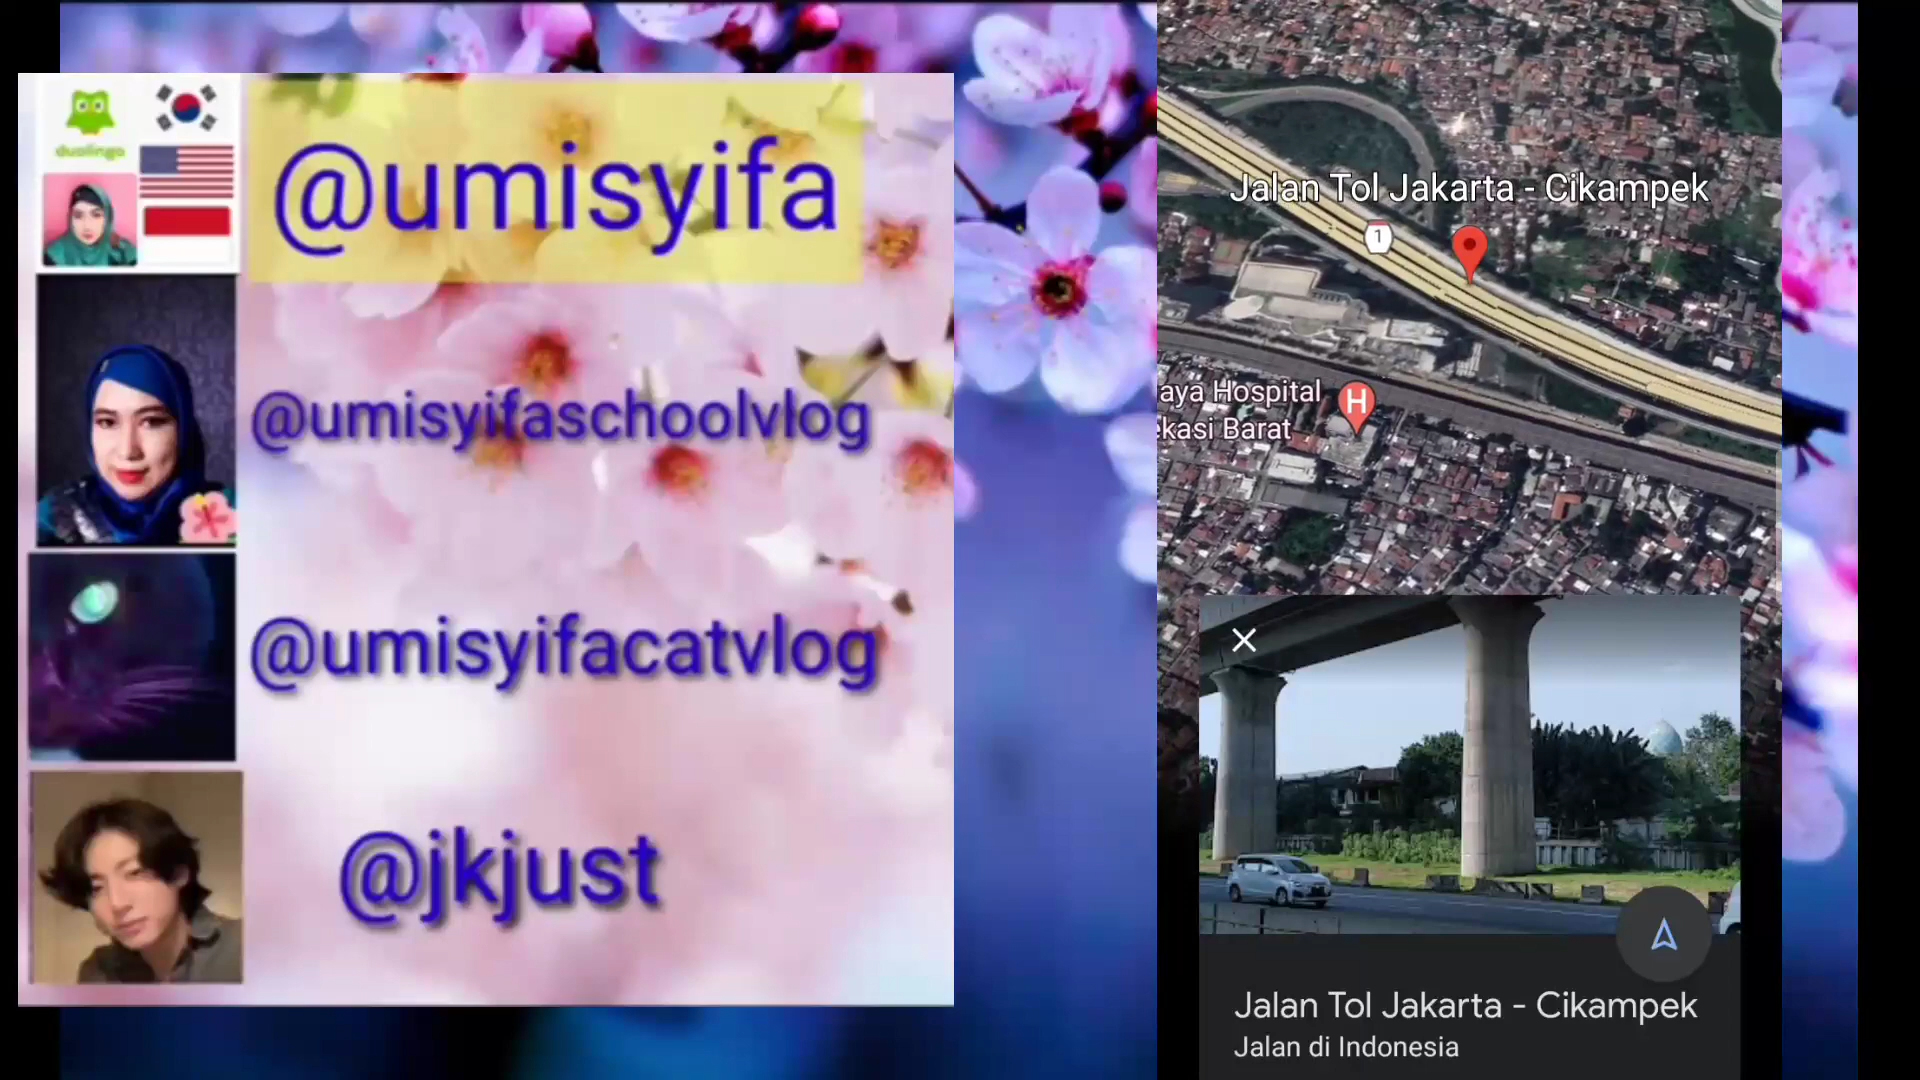 duolingo
@umisyifa
@umisyifaschoolvlog
@umisyifacatvlog
@jkjust
Jalan Tol Jakarta - Cikampek
1
aya Hospital
H
ekasi Barat
Jalan Tol Jakarta - Cikampek
Jalan di Indonesia